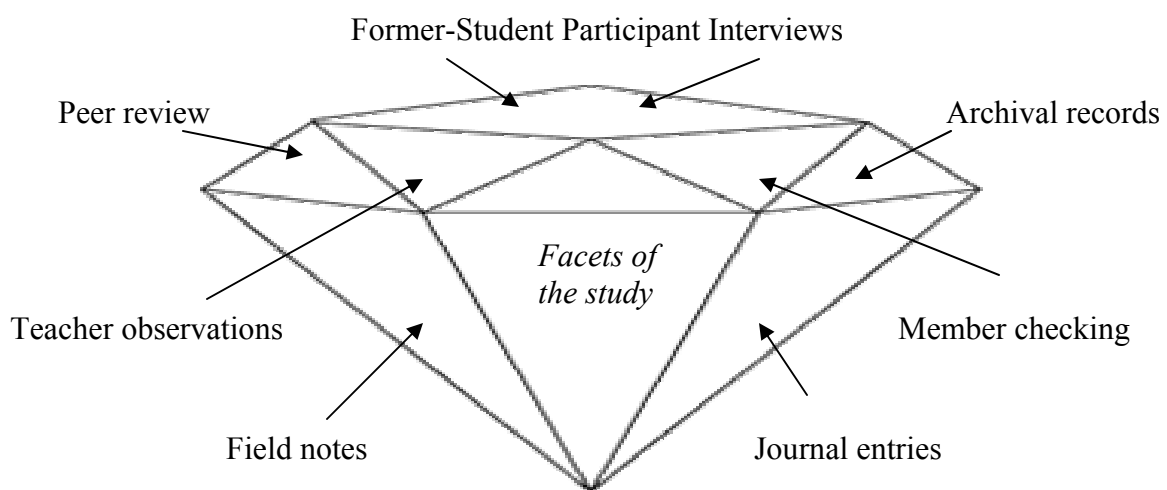 Former-Student Participant Interviews
Peer review
Archival records
Facets of
the study
Teacher observations
Member checking
Field notes
Journal entries